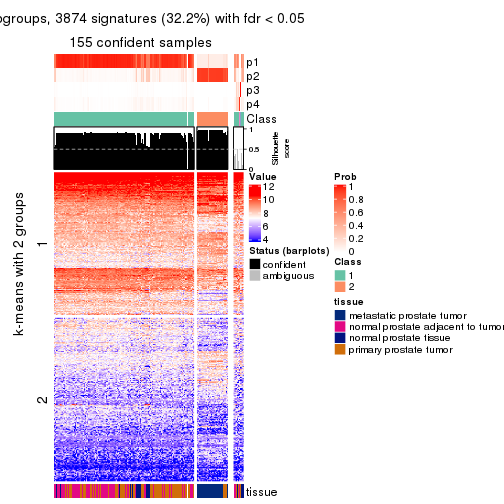 ogroups, 3874 signatures (32.2%) with fdr < 0.05
155 confident samples
p1
p2
p3
p4
Class
1
0.5
0
Silhouette
score
k-means with 2 groups
1
2
Value
12
10
8
6
4
Status (barplots)
confident
ambiguous
Prob
1
0.8
0.6
0.4
0.2
0
Class
1
2
tissue
metastatic prostate tumor
normal prostate adjacent to tumor
normal prostate tissue
primary prostate tumor
tissue